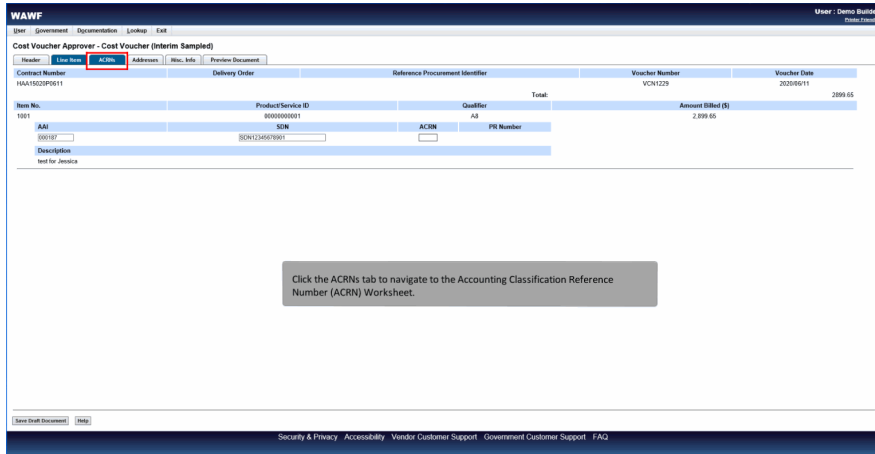 WAWF
User : Demo Builde
Printer Friend
User Government Documentation Lookup Exit
Cost Voucher Approver - Cost Voucher (Interim Sampled)
Header Line Item ACRNs Addresses Misc. Info Preview Document
Contract Number Delivery Order Reference Procurement Identifier Voucher Number Voucher Date
HAA15020P0611 VCN1229 2020/06/11
Total: 2899.65
Item No. Product/Service ID Qualifier Amount Billed ($)
1001 00000000001 A8 2,899.65
AAI SDN ACRN PR Number
000187 SDN12345678901
Description
test for Jessica
Click the ACRNs tab to navigate to the Accounting Classification Reference
Number (ACRN) Worksheet.
Save Draft Document Help
Security & Privacy Accessibility Vendor Customer Support Government Customer Support FAQ